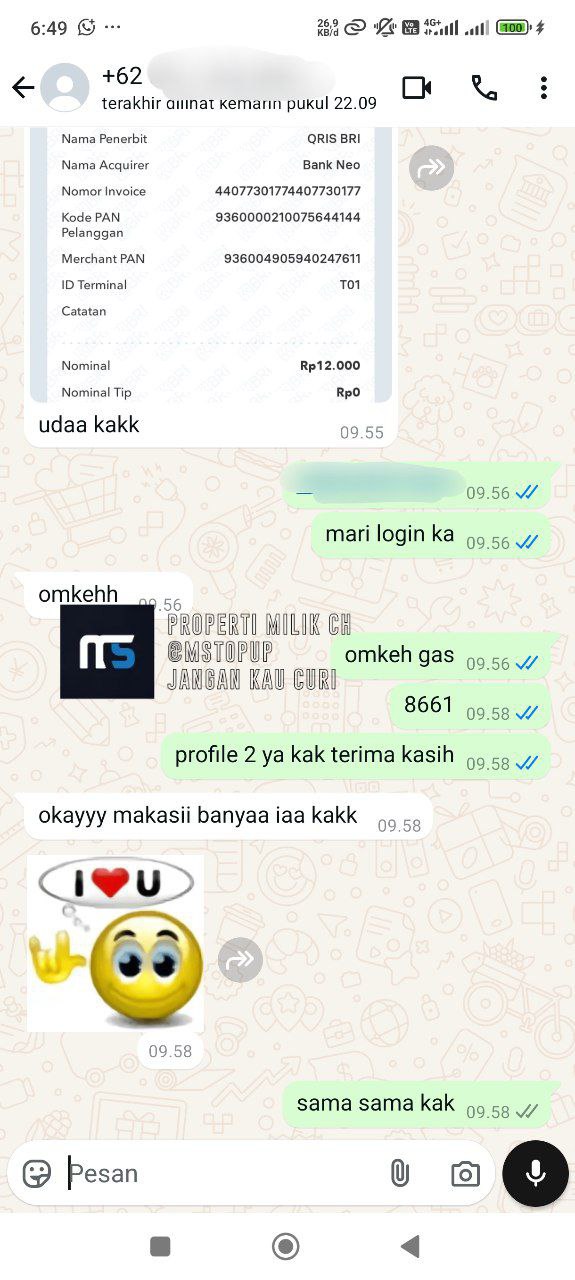 6:49
26,9
KB/d
Vo
LTE
4G+
100
+62
terakhir dilihat kemarin pukul 22.09
Nama Penerbit QRIS BRI
Nama Acquirer Bank Neo
Nomor Invoice 44077301774407730177
Kode PAN
Pelanggan 9360000210075644144
Merchant PAN 936004905940247611
ID Terminal T01
Catatan
Nominal Rp12.000
Nominal Tip Rp0
udaa kakk 09.55
09.56
mari login ka 09.56
omkehh 09.56
MS
PROPERTI MILIK CH
@MSTOPUP
JANGAN KAU CURI
omkeh gas 09.56
8661 09.58
profile 2 ya kak terima kasih 09.58
okayyy makasii banyaa iaa kakk 09.58
I ❤ U
09.58
sama sama kak 09.58
Pesan